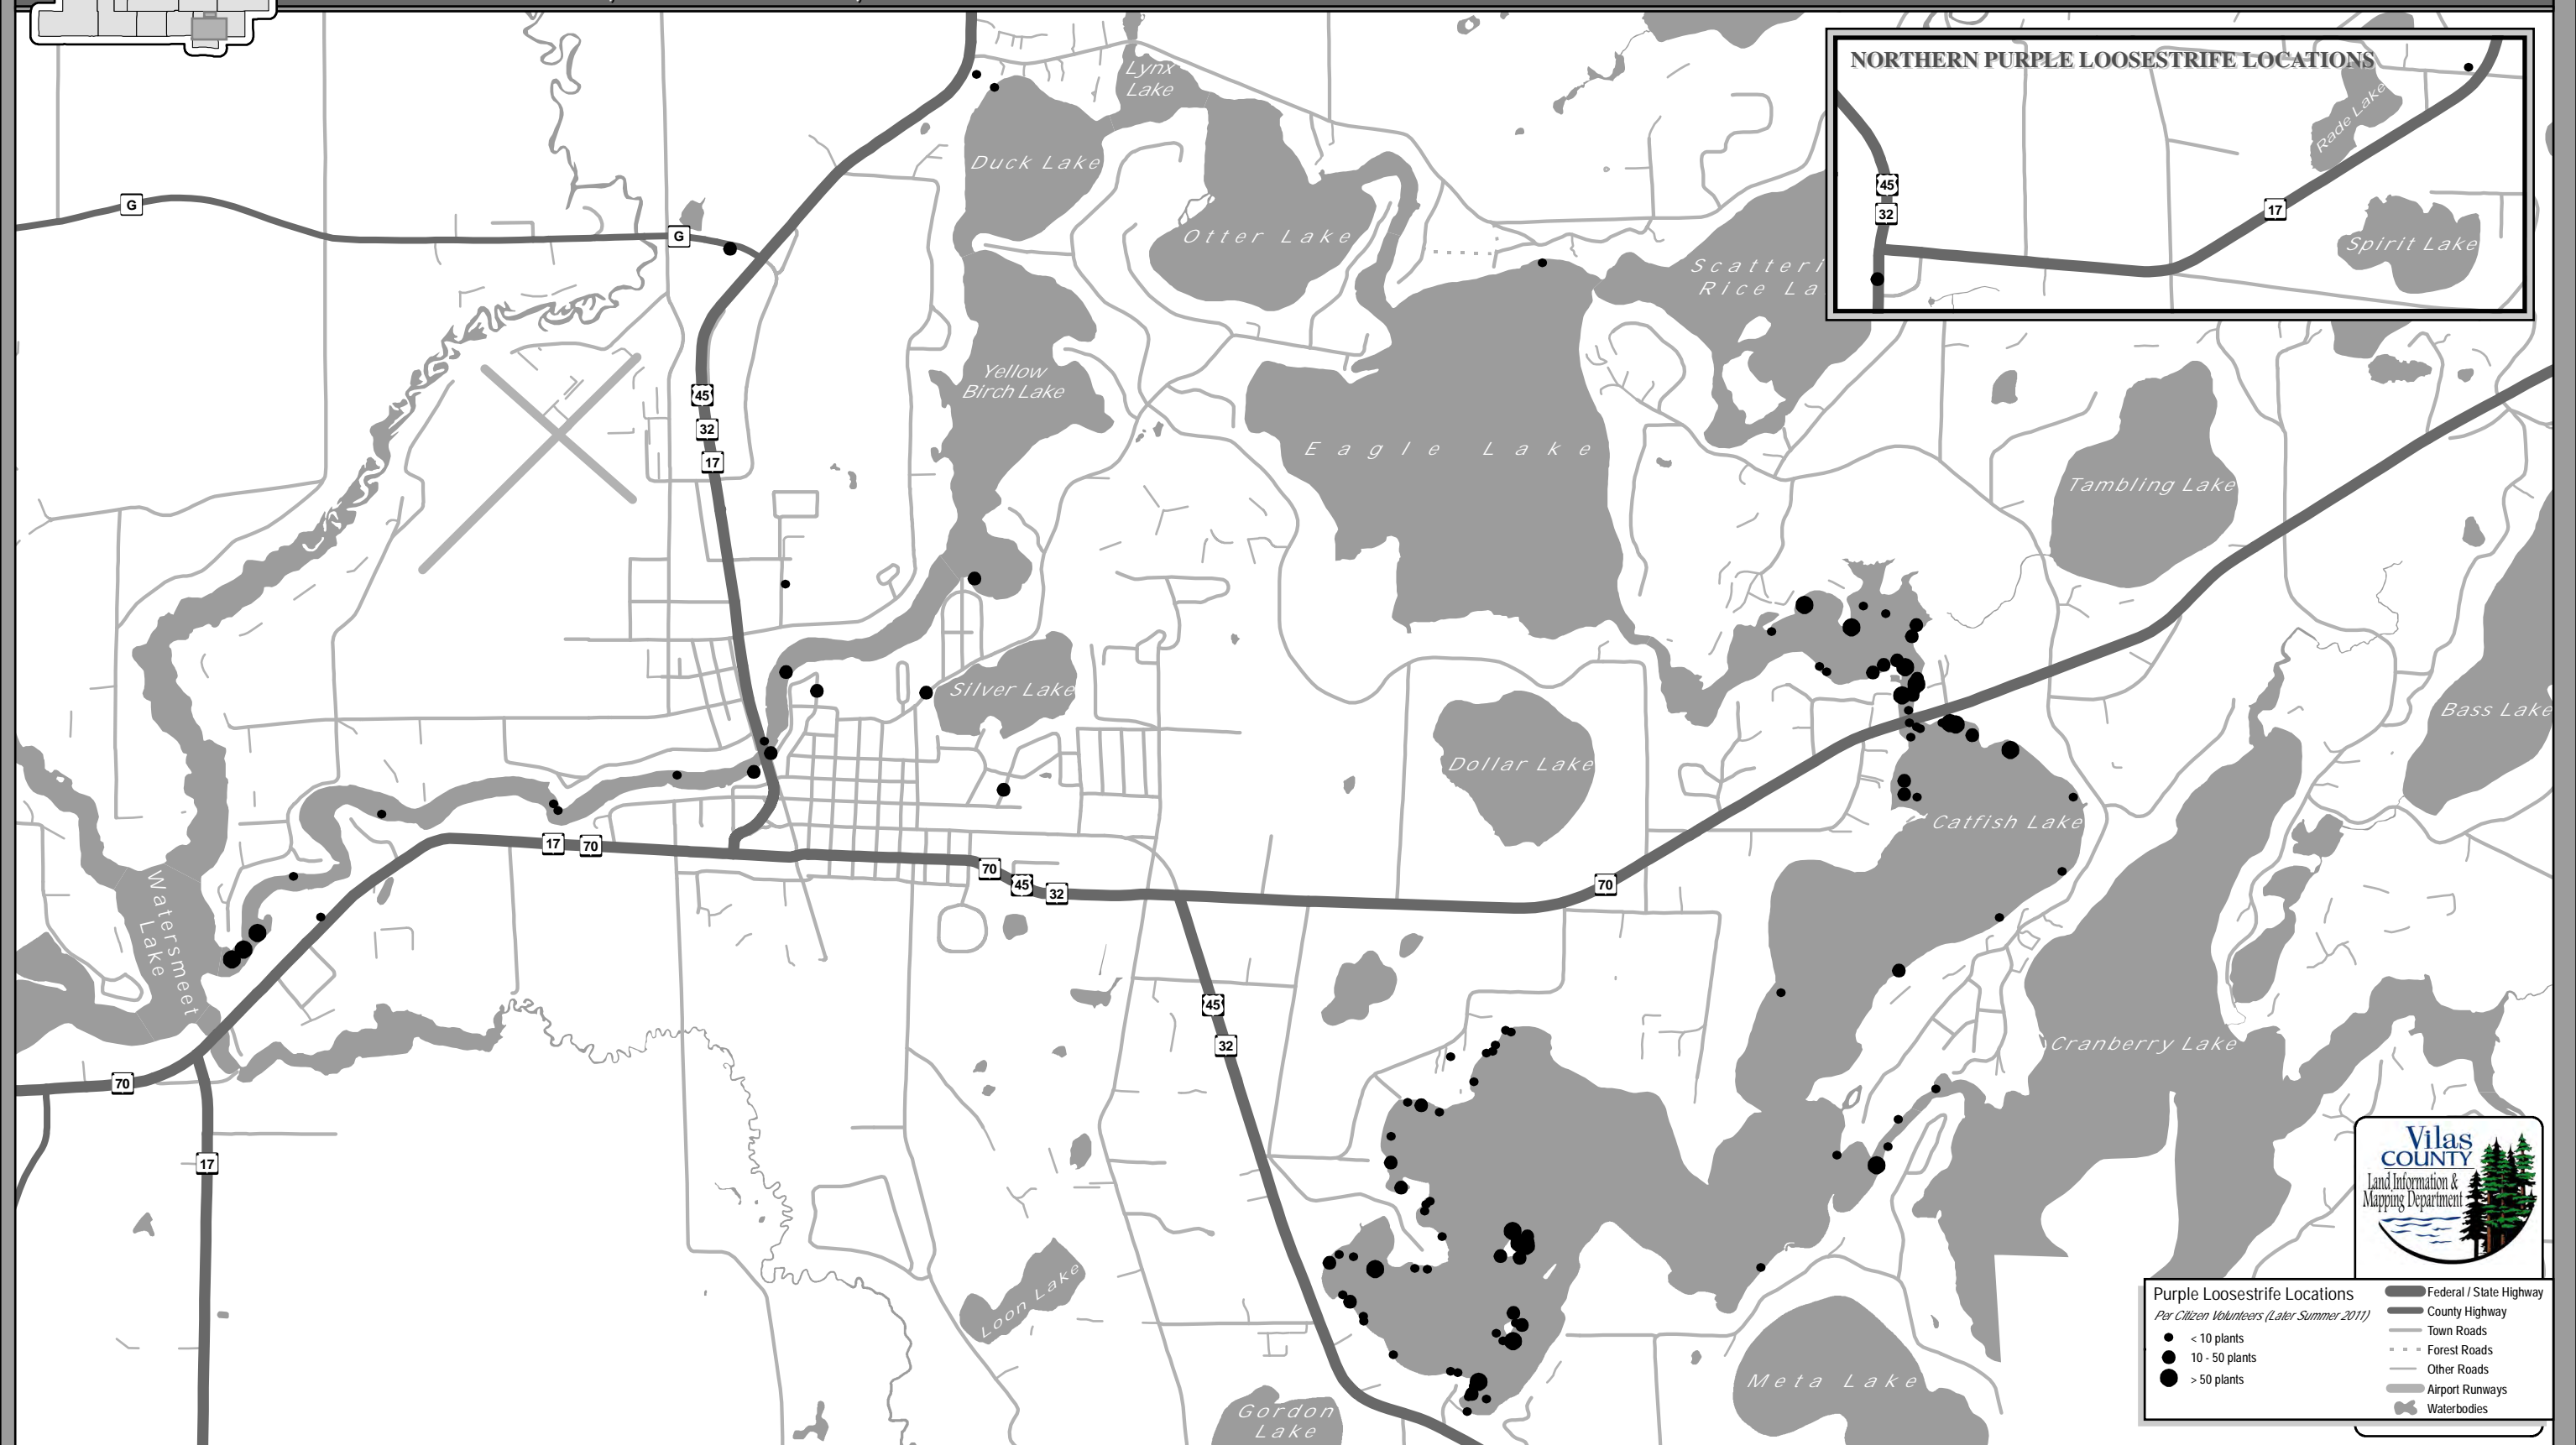 NORTHERN PURPLE LOOSESTRIFE LOCATIONS
Rade Lake
45
32
17
Spirit Lake
Lynx
Lake
Duck Lake
Otter Lake
G
G
Scatteri
Rice La
Yellow
Birch Lake
45
32
17
Eagle Lake
Tambling Lake
Silver Lake
Bass Lake
Dollar Lake
Catfish Lake
17
70
70
45
32
70
Watersmeet
Lake
45
32
Cranberry Lake
70
17
Loon Lake
Gordon
Lake
Meta Lake
Vilas
COUNTY
Land Information &
Mapping Department
Purple Loosestrife Locations
Per Citizen Volunteers (Later Summer 2011)
< 10 plants
10 - 50 plants
> 50 plants
Federal / State Highway
County Highway
Town Roads
Forest Roads
Other Roads
Airport Runways
Waterbodies